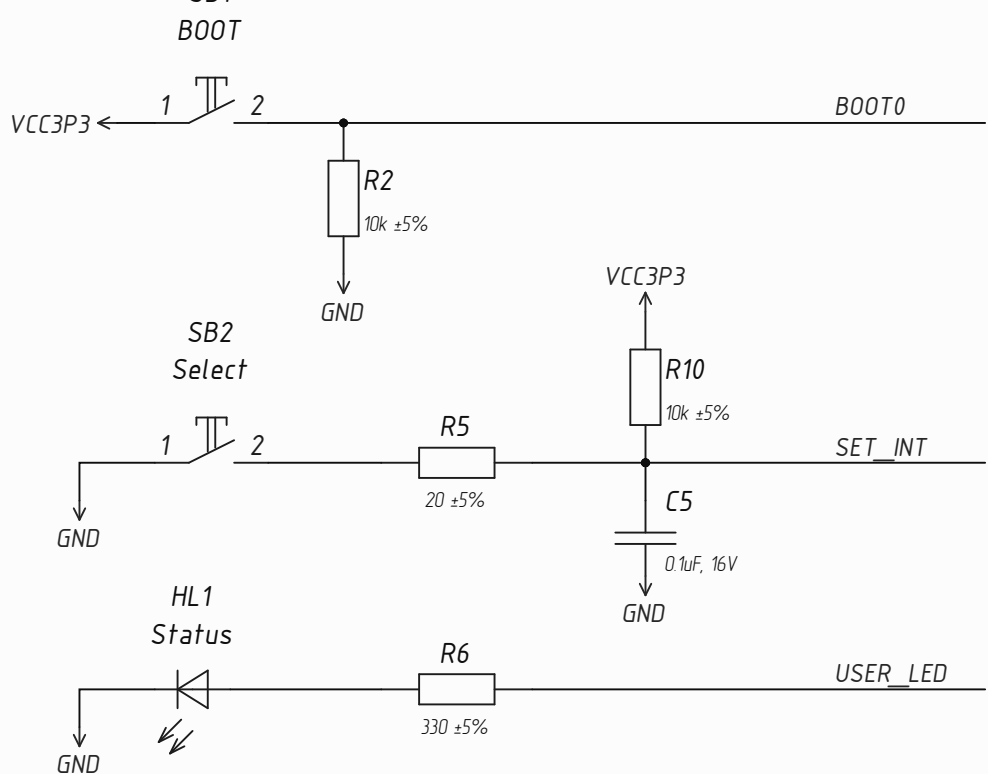 BOOT
1
2
VCC3P3
BOOT0
R2
10k ±5%
GND
VCC3P3
SB2
Select
R10
10k ±5%
1
2
R5
20 ±5%
SET_INT
GND
C5
0.1uF, 16V
GND
HL1
Status
R6
330 ±5%
USER_LED
GND